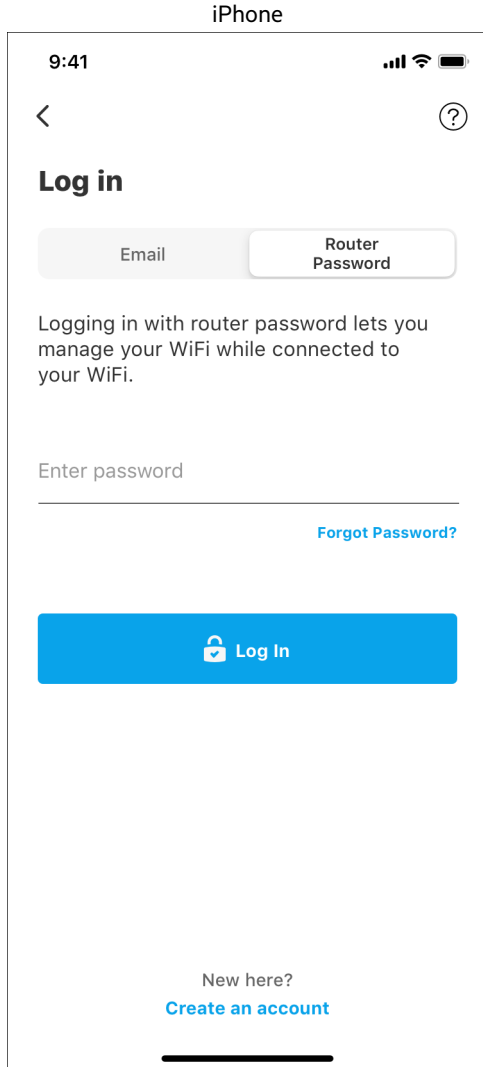 iPhone
9:41
?
Log in
Email
Router
Password
Logging in with router password lets you
manage your WiFi while connected to
your WiFi.
Enter password
Forgot Password?
Log In
New here?
Create an account